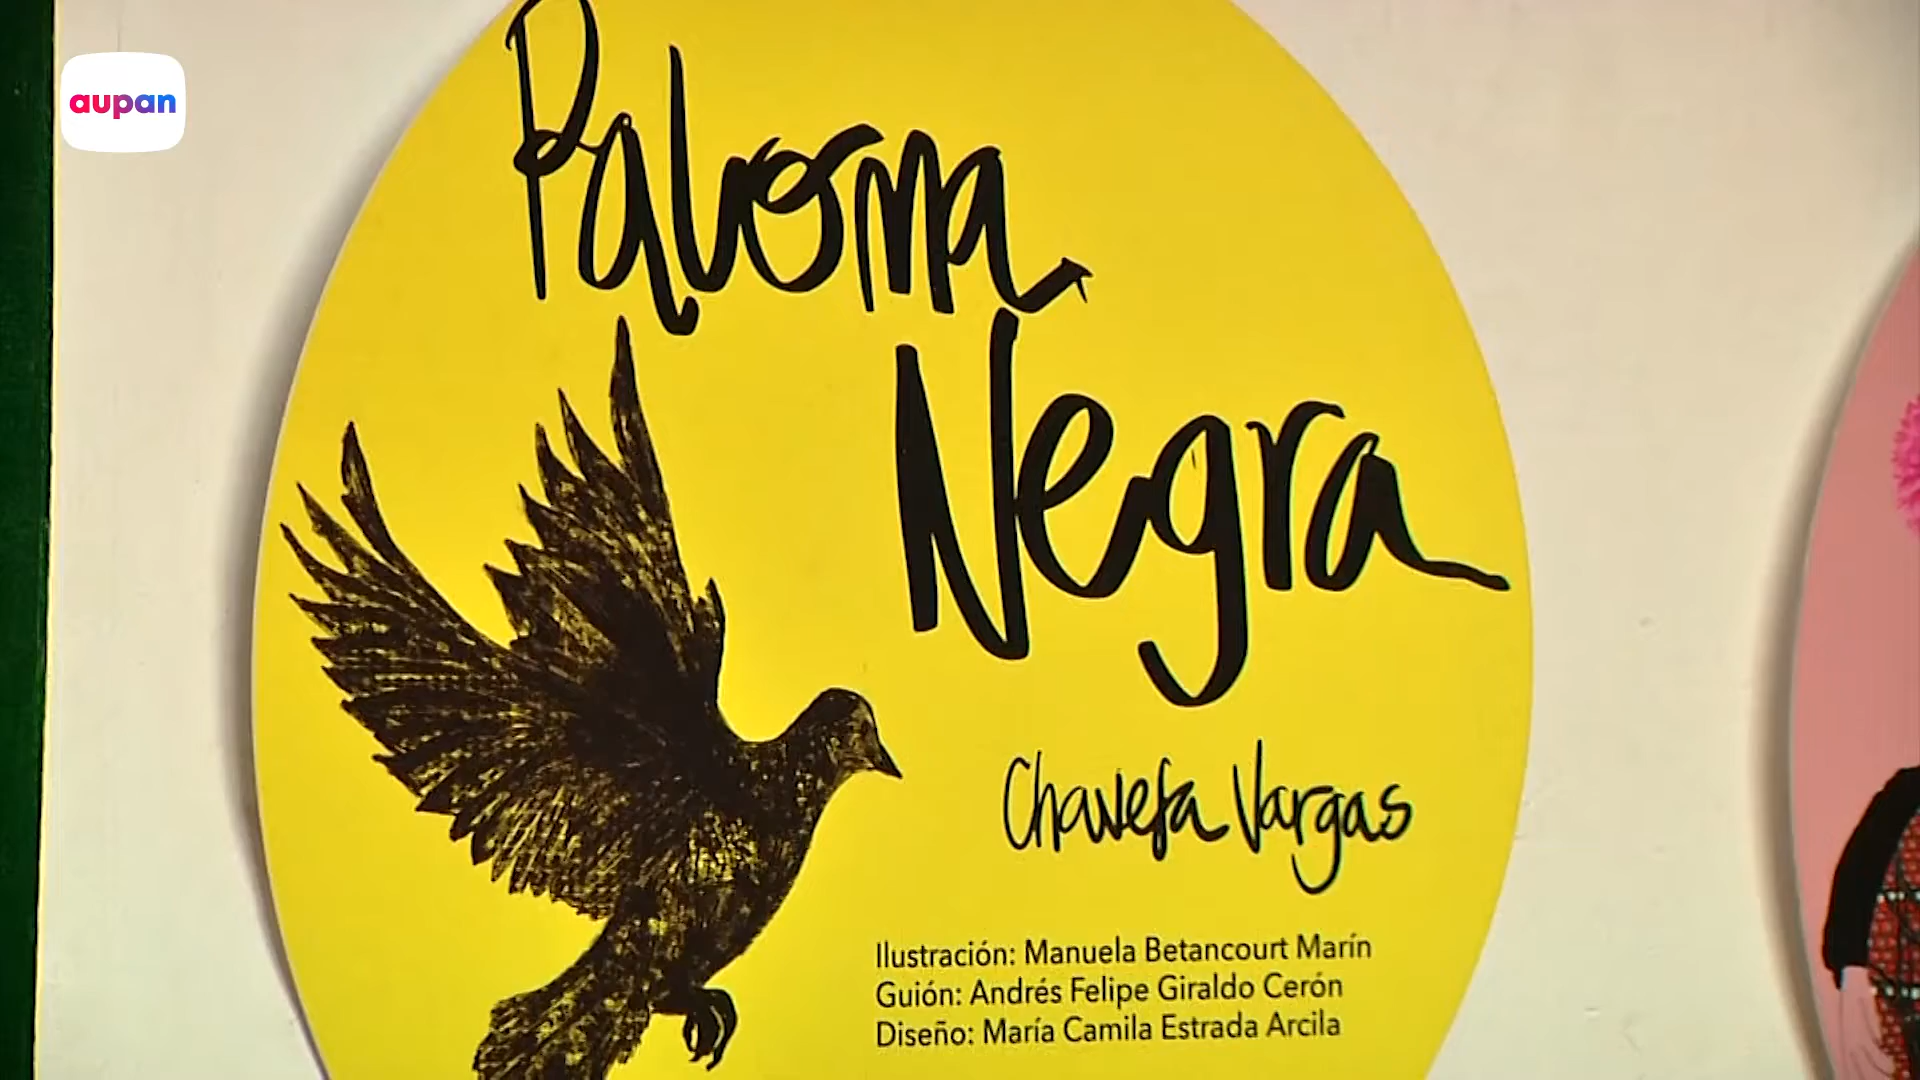 aupan
Paloma
Negra
Chavela Vargas
Ilustración: Manuela Betancourt Marín
Guión: Andrés Felipe Giraldo Cerón
Diseño: María Camila Estrada Arcila